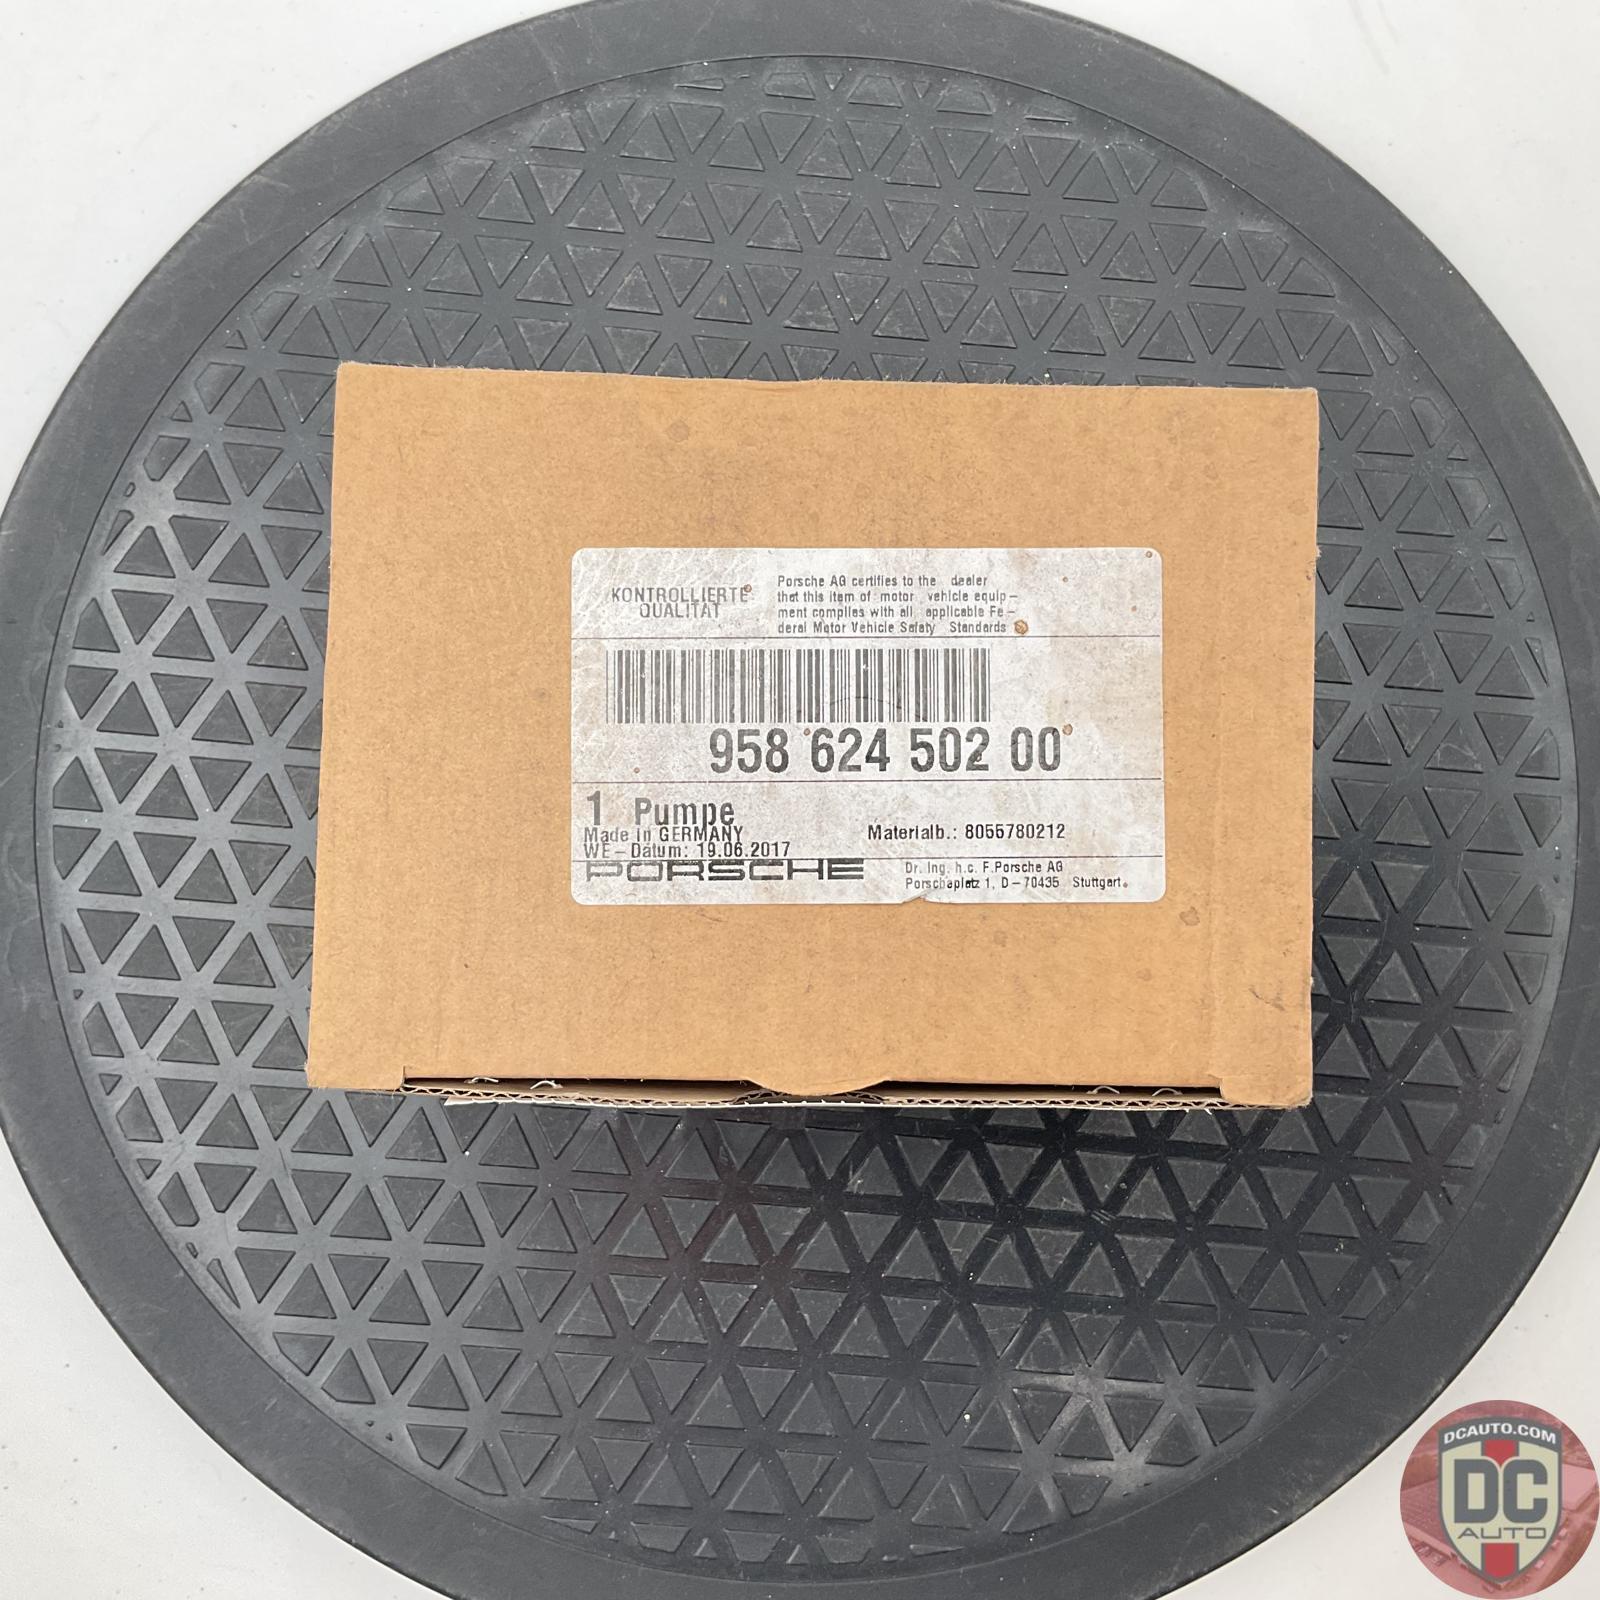 KONTROLLIERTE
QUALITÄT
Porsche AG certifies to the dealer
that this item of motor vehicle equip-
ment complies with all applicable Fe-
deral Motor Vehicle Safety Standards
958 624 502 00
1 Pumpe
Made in GERMANY
Materialb.: 8055780212
WE-Datum: 19.06.2017
PORSCHE
Dr. Ing. h.c. F.Porsche AG
Porscheplatz 1, D-70435 Stuttgart.
DCAUTO.COM
DC
AUTO